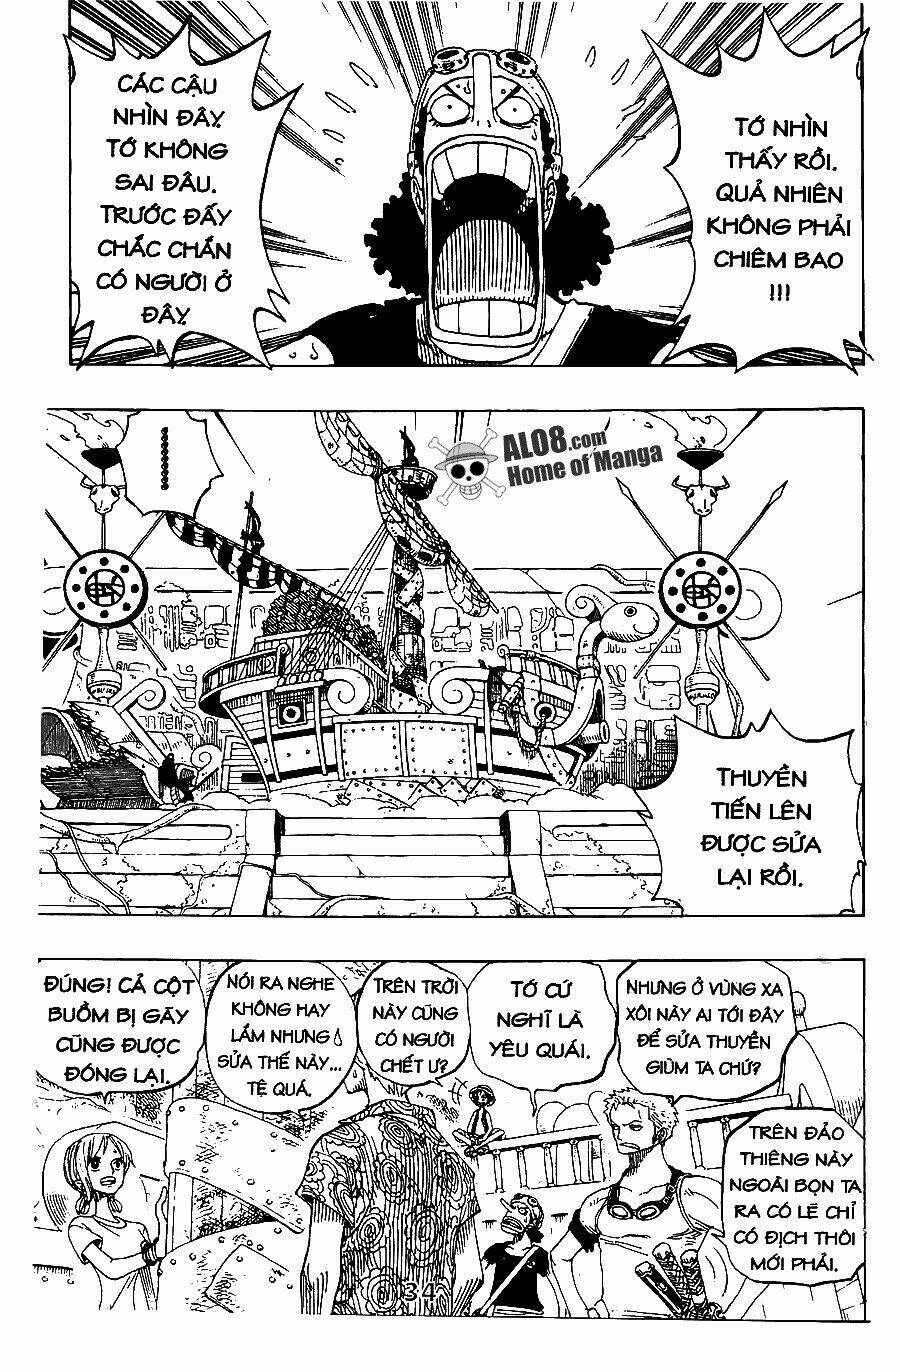 TỚ NHÌN
THẤY RỒI.
QUẢ NHIÊN
KHÔNG PHẢI
CHIÊM BAO
!!!
CÁC CẬU
NHÌN ĐÂY.
TỚ KHÔNG
SAI ĐÂU.
TRƯỚC ĐẤY
CHẮC CHẮN
CÓ NGƯỜI Ở
ĐÂY.
ALO8.com
Home of Manga
THUYỀN
TIẾN LÊN
ĐƯỢC SỬA
LẠI RỒI.
NHƯNG Ở VÙNG XA
XÔI NÀY AI TỚI ĐÂY
ĐỂ SỬA THUYỀN
GIÙM TA CHỨ?
TRÊN ĐẢO
THIÊNG NÀY
NGOÀI BỌN TA
RA CÓ LẼ CHỈ
CÓ ĐỊCH THÔI
MỚI PHẢI.
TỚ CỨ
NGHĨ LÀ
YÊU QUÁI.
TRÊN TRỜI
NÀY CŨNG
CÓ NGƯỜI
CHẾT Ư?
NÓI RA NGHE
KHÔNG HAY
LẮM NHƯNG
SỬA THẾ NÀY...
TỆ QUÁ.
ĐÚNG! CẢ CỘT
BUỒM BỊ GÃY
CŨNG ĐƯỢC
ĐÓNG LẠI.
34